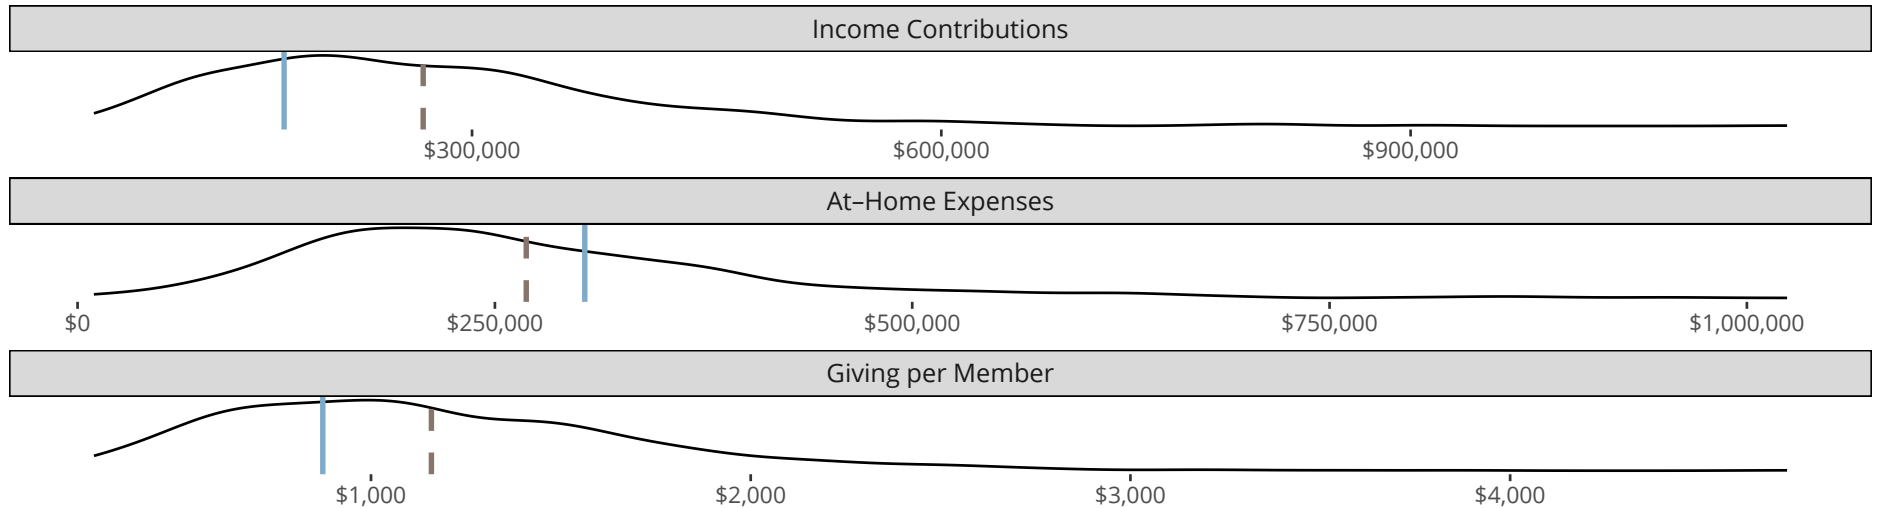 Income Contributions
$300,000 $600,000 $900,000
At–Home Expenses
$0 $250,000 $500,000 $750,000 $1,000,000
Giving per Member
$1,000 $2,000 $3,000 $4,000